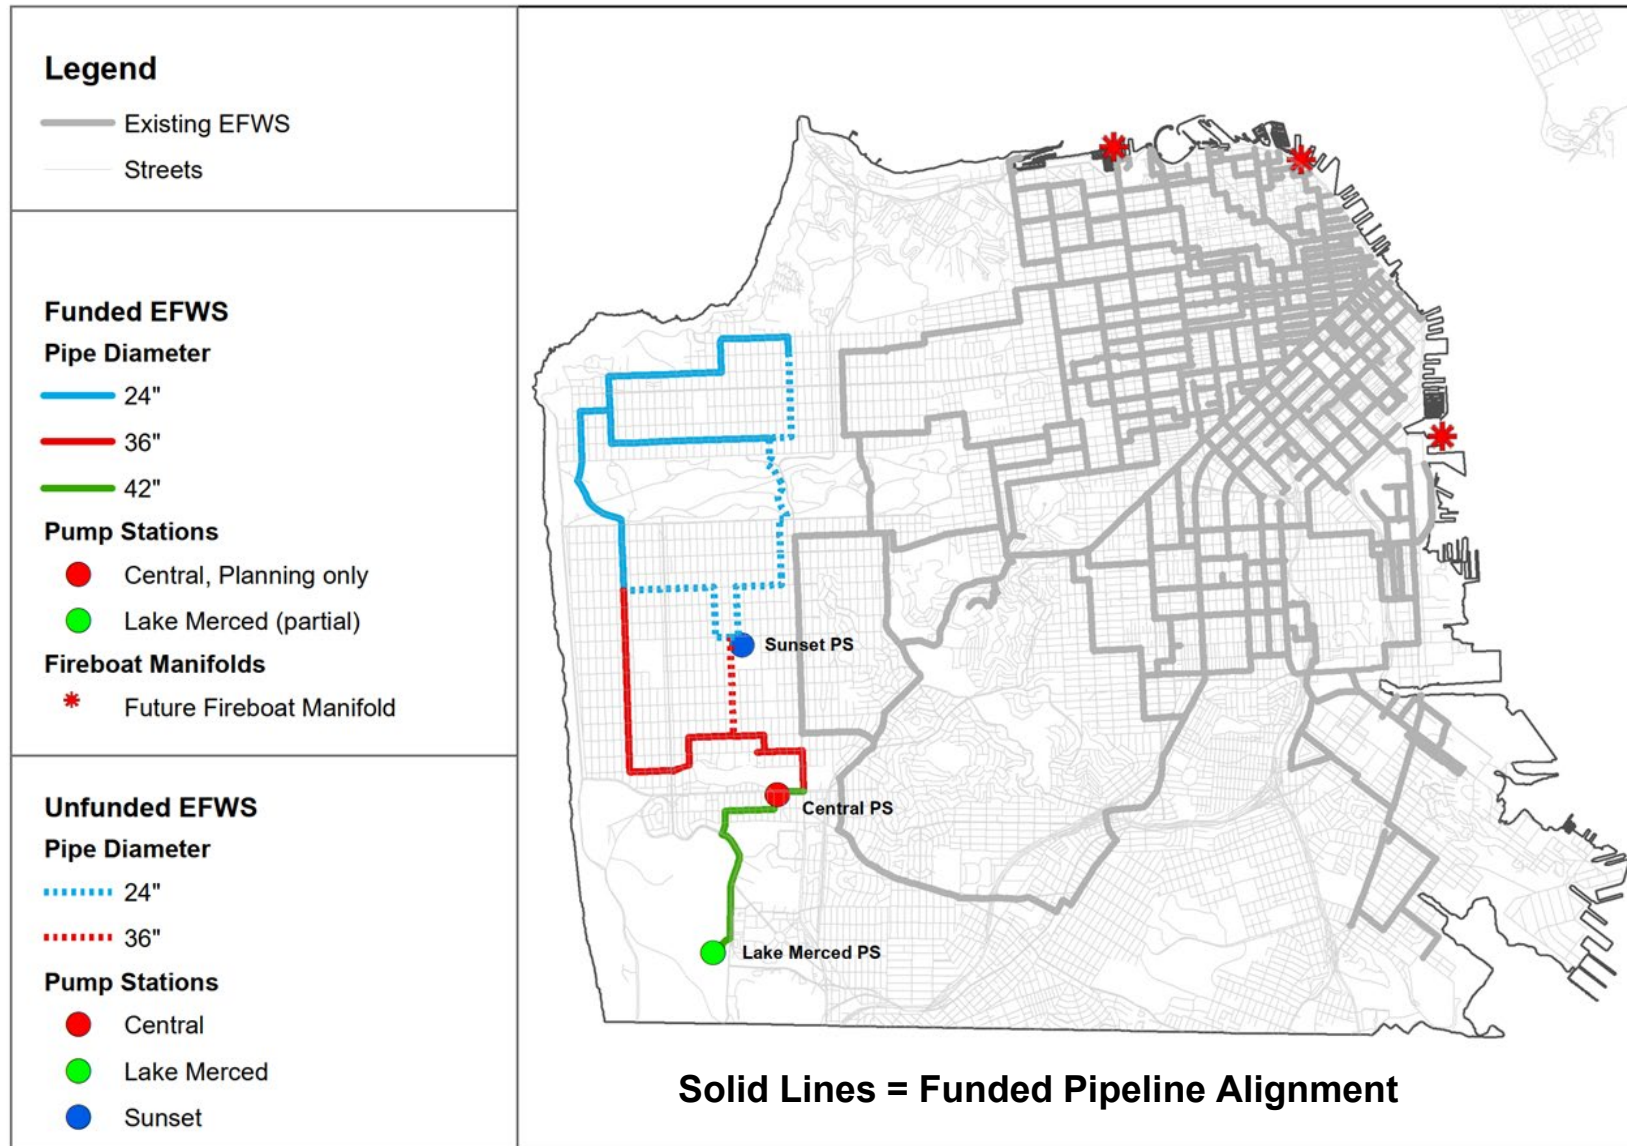 Legend
Existing EFWS
Streets
Funded EFWS
Pipe Diameter
24"
36"
42"
Pump Stations
Central, Planning only
Lake Merced (partial)
Fireboat Manifolds
Future Fireboat Manifold
Unfunded EFWS
Pipe Diameter
24"
36"
Pump Stations
Central
Lake Merced
Sunset
Sunset PS
Central PS
Lake Merced PS
Solid Lines = Funded Pipeline Alignment